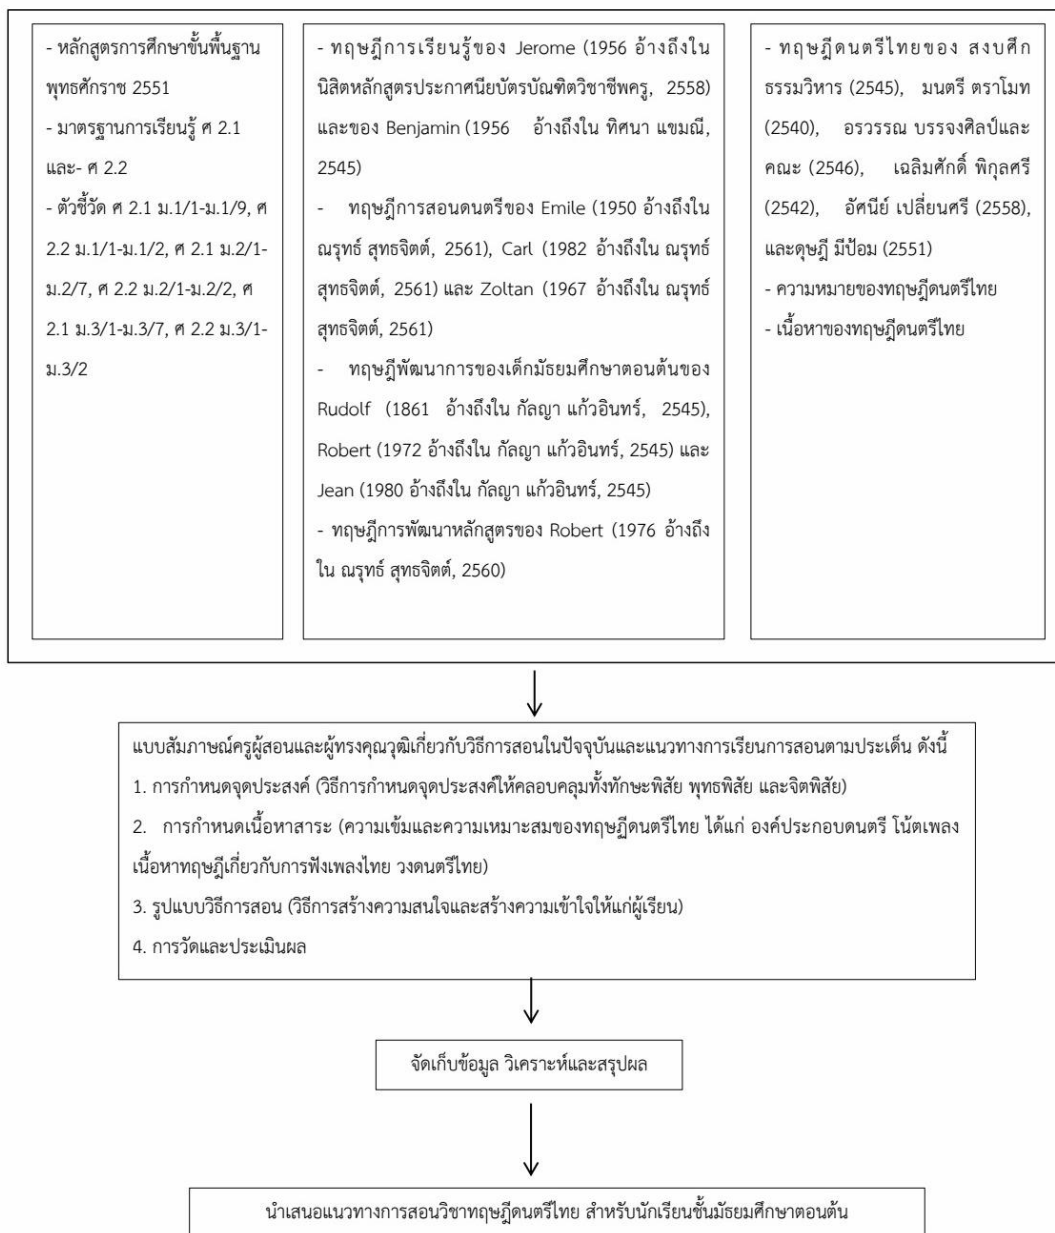 - หลักสูตรการศึกษาขั้นพื้นฐาน
พุทธศักราช 2551
- มาตรฐานการเรียนรู้ ศ 2.1
และ- ศ 2.2
- ตัวชี้วัด ศ 2.1 ม.1/1-ม.1/9, ศ
2.2 ม.1/1-ม.1/2, ศ 2.1 ม.2/1-
ม.2/7, ศ 2.2 ม.2/1-ม.2/2, ศ
2.1 ม.3/1-ม.3/7, ศ 2.2 ม.3/1-
ม.3/2
- ทฤษฎีการเรียนรู้ของ Jerome (1956 อ้างถึงใน
นิสิตหลักสูตรประกาศนียบัตรบัณฑิตวิชาชีพครู, 2558)
และของ Benjamin (1956 อ้างถึงใน ทิศนา แขมณี,
2545)
- ทฤษฎีการสอนดนตรีของ Emile (1950 อ้างถึงใน
ณรุทธ์ สุทธจิตต์, 2561), Carl (1982 อ้างถึงใน ณรุทธ์
สุทธจิตต์, 2561) และ Zoltan (1967 อ้างถึงใน ณรุทธ์
สุทธจิตต์, 2561)
- ทฤษฎีพัฒนาการของเด็กมัธยมศึกษาตอนต้นของ
Rudolf (1861 อ้างถึงใน กัลญา แก้วอินทร์, 2545),
Robert (1972 อ้างถึงใน กัลญา แก้วอินทร์, 2545) และ
Jean (1980 อ้างถึงใน กัลญา แก้วอินทร์, 2545)
- ทฤษฎีการพัฒนาหลักสูตรของ Robert (1976 อ้างถึง
ใน ณรุทธ์ สุทธจิตต์, 2560)
- ทฤษฎีดนตรีไทยของ สงบศึก
ธรรมวิหาร (2545), มนตรี ตราโมท
(2540), อรวรรณ บรรจงศิลป์และ
คณะ (2546), เฉลิมศักดิ์ พิกุลศรี
(2542), อัศนีย์ เปลี่ยนศรี (2558),
และดุษฎี มีป้อม (2551)
- ความหมายของทฤษฎีดนตรีไทย
- เนื้อหาของทฤษฎีดนตรีไทย
แบบสัมภาษณ์ครูผู้สอนและผู้ทรงคุณวุฒิเกี่ยวกับวิธีการสอนในปัจจุบันและแนวทางการเรียนการสอนตามประเด็น ดังนี้
1. การกำหนดจุดประสงค์ (วิธีการกำหนดจุดประสงค์ให้คลอบคลุมทั้งทักษะพิสัย พุทธพิสัย และจิตพิสัย)
2. การกำหนดเนื้อหาสาระ (ความเข้มและความเหมาะสมของทฤษฏีดนตรีไทย ได้แก่ องค์ประกอบดนตรี โน้ตเพลง
เนื้อหาทฤษฎีเกี่ยวกับการฟังเพลงไทย วงดนตรีไทย)
3. รูปแบบวิธีการสอน (วิธีการสร้างความสนใจและสร้างความเข้าใจให้แก่ผู้เรียน)
4. การวัดและประเมินผล
จัดเก็บข้อมูล วิเคราะห์และสรุปผล
นำเสนอแนวทางการสอนวิชาทฤษฎีดนตรีไทย สำหรับนักเรียนชั้นมัธยมศึกษาตอนต้น